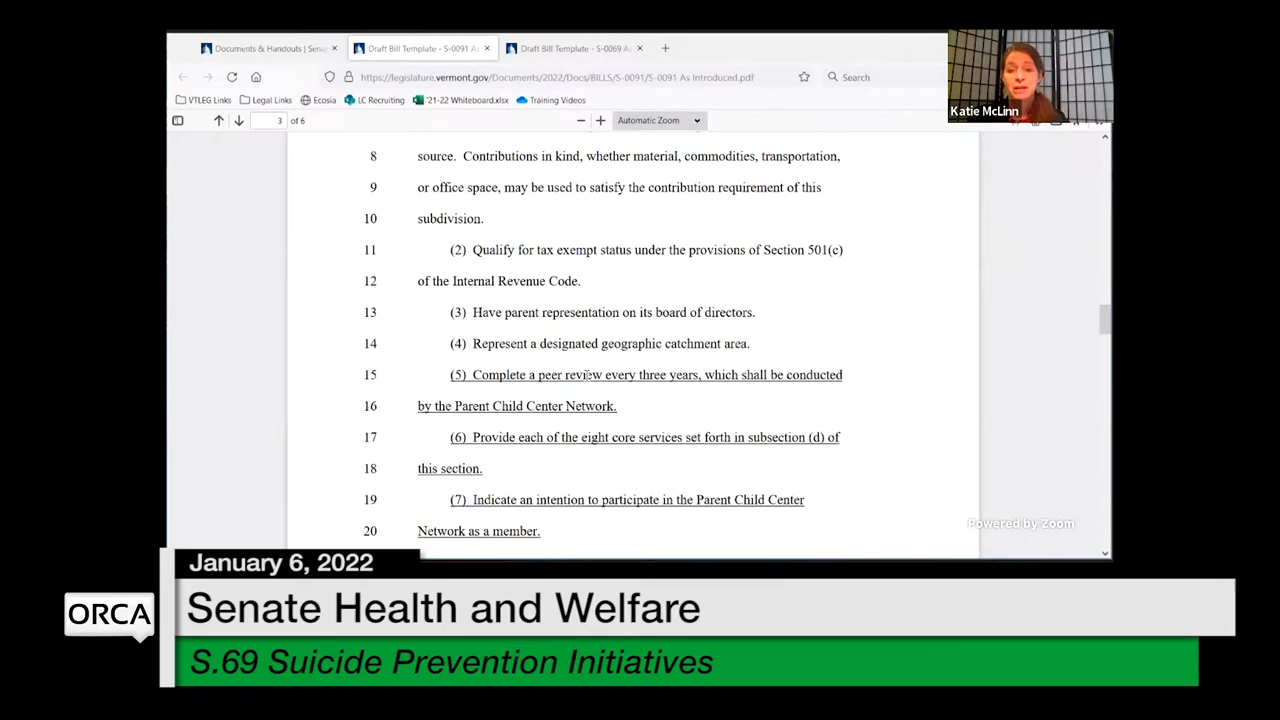 Documents & Handouts | Sena
Draft Bill Template - S-0091 As
Draft Bill Template - S-0069 As
https://legislature.vermont.gov/Documents/2022/Docs/BILLS/S-0091/S-0091 As Introduced.pdf
Search
VTLEG Links
Legal Links
Ecosia
LC Recruiting
'21-22 Whiteboard.xlsx
Training Videos
3 of 6
Automatic Zoom
Katie McLinn
8 source. Contributions in kind, whether material, commodities, transportation,
9 or office space, may be used to satisfy the contribution requirement of this
10 subdivision.
11 (2) Qualify for tax exempt status under the provisions of Section 501(c)
12 of the Internal Revenue Code.
13 (3) Have parent representation on its board of directors.
14 (4) Represent a designated geographic catchment area.
15 (5) Complete a peer review every three years, which shall be conducted
16 by the Parent Child Center Network.
17 (6) Provide each of the eight core services set forth in subsection (d) of
18 this section.
19 (7) Indicate an intention to participate in the Parent Child Center
20 Network as a member.
Powered by Zoom
January 6, 2022
ORCA
Senate Health and Welfare
S.69 Suicide Prevention Initiatives